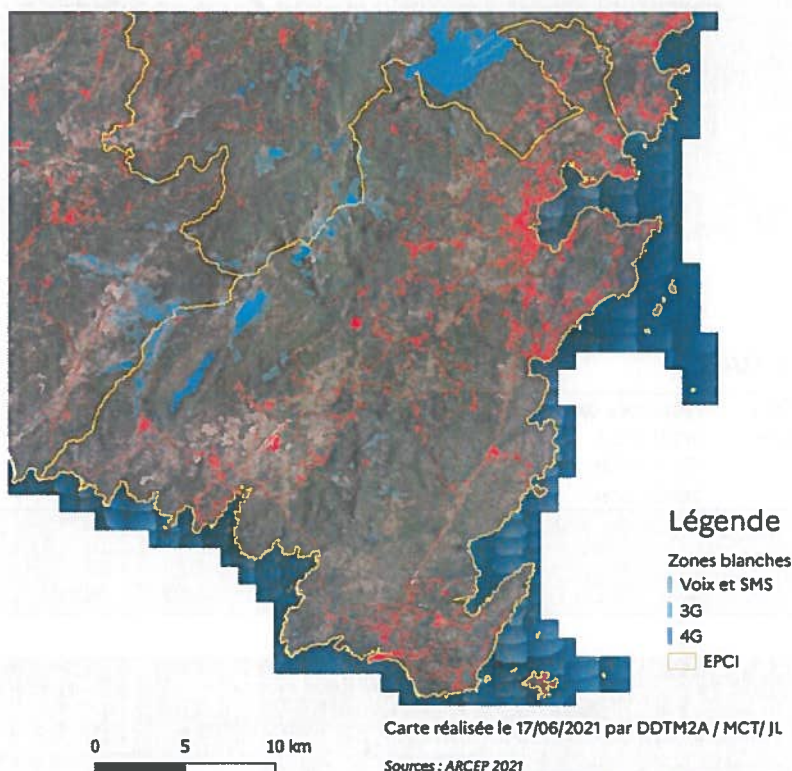 Légende
Zones blanches
Voix et SMS
3G
4G
EPCI
Carte réalisée le 17/06/2021 par DDTM2A / MCT/ JL
0 5 10 km
Sources : ARCEP 2021